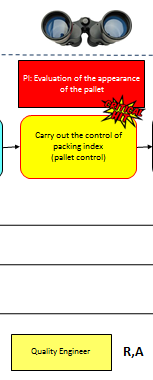 PI: Evaluation of the appearance
of the pallet
Carry out the control of
packing index
(pallet control)
Quality Engineer
R,A